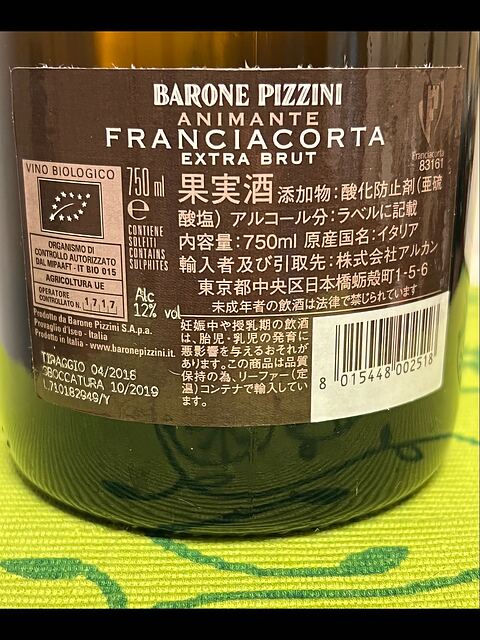 BARONE PIZZINI
ANIMANTE
FRANCIACORTA
EXTRA BRUT
Franciacorta
83161
VINO BIOLOGICO
ORGANISMO DI
CONTROLLO AUTORIZZATO
DAL MIPAAFT - IT BIO 015
AGRICOLTURA UE
OPERATORE
CONTROLLATO N. 1717
750 ml
e
CONTIENE
SOLFITI
CONTAINS
SULPHITES
Alc
12% vol
Prodotto da Barone Pizzini S.A.p.a.
Provaglio d'Iseo - Italia
Product in Italia - www.baronepizzini.it
TIRAGGIO 04/2016
SBOCCATURA 10/2019
L.710182949/Y
果実酒 添加物:酸化防止剤(亜硫
酸塩) アルコール分:ラベルに記載
内容量:750ml 原産国名:イタリア
輸入者及び引取先:株式会社アルカン
東京都中央区日本橋蛎殻町1-5-6
未成年者の飲酒は法律で禁じられています
妊娠中や授乳期の飲酒
は、胎児・乳児の発育に
悪影響を与えるおそれが
あります。この商品は品質
保持の為、リーファー(定
温)コンテナで輸入してい
ます。
8 015448 002518